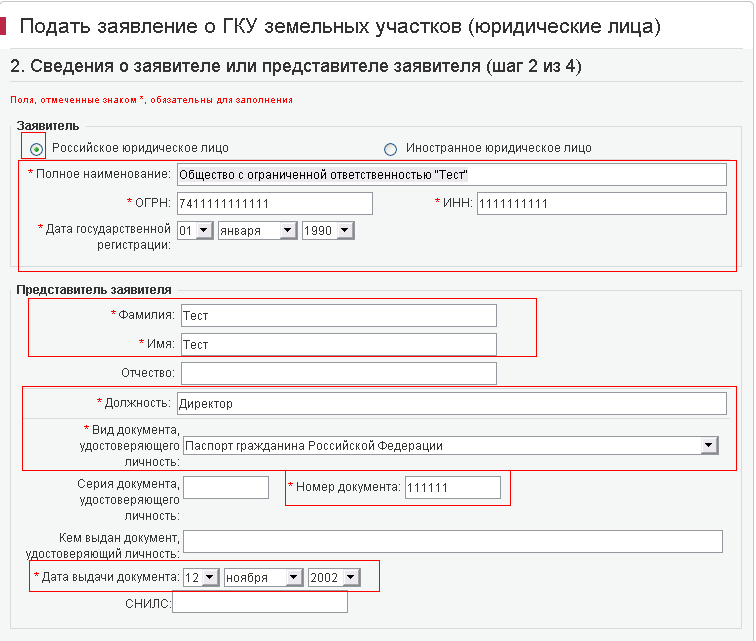 Подать заявление о ГКУ земельных участков (юридические лица)
2. Сведения о заявителе или представителе заявителя (шаг 2 из 4)
Поля, отмеченные знаком *, обязательны для заполнения
Заявитель
Российское юридическое лицо Иностранное юридическое лицо
* Полное наименование: Общество с ограниченной ответственностью "Тест"
* ОГРН: 7411111111111 * ИНН: 1111111111
* Дата государственной регистрации: 01 января 1990
Представитель заявителя
* Фамилия: Тест
* Имя: Тест
Отчество:
* Должность: Директор
* Вид документа,
удостоверяющего Паспорт гражданина Российской Федерации
личность:
Серия документа,
удостоверяющего * Номер документа: 111111
личность:
Кем выдан документ,
удостоверяющий личность:
* Дата выдачи документа: 12 ноября 2002
СНИЛС: